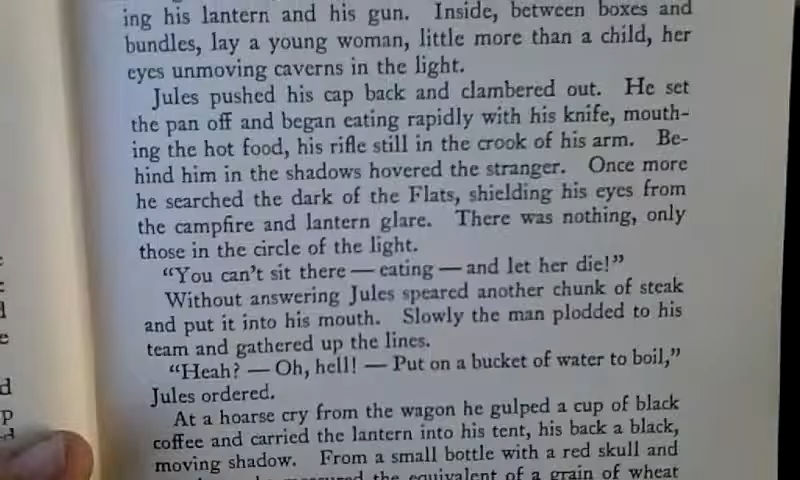 ing his lantern and his gun. Inside, between boxes and
bundles, lay a young woman, little more than a child, her
eyes unmoving caverns in the light.
Jules pushed his cap back and clambered out. He set
the pan off and began eating rapidly with his knife, mouth-
ing the hot food, his rifle still in the crook of his arm. Be-
hind him in the shadows hovered the stranger. Once more
he searched the dark of the Flats, shielding his eyes from
the campfire and lantern glare. There was nothing, only
those in the circle of the light.
“You can’t sit there — eating — and let her die!”
Without answering Jules speared another chunk of steak
and put it into his mouth. Slowly the man plodded to his
team and gathered up the lines.
“Heah? — Oh, hell! — Put on a bucket of water to boil,”
Jules ordered.
At a hoarse cry from the wagon he gulped a cup of black
coffee and carried the lantern into his tent, his back a black,
moving shadow. From a small bottle with a red skull and
measured the equivalent of a grain of wheat